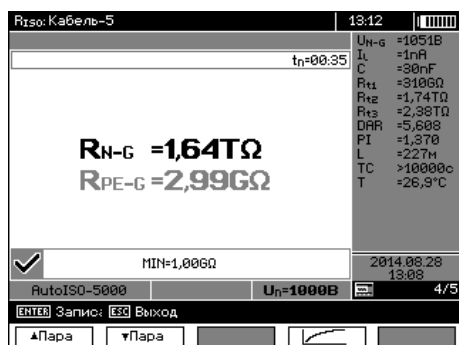 RISO: Кабель-5 13:12
tn=00:35
RN-G =1,64TΩ
RPE-G =2,99GΩ
MIN=1,00GΩ
AutoISO-5000 Un=1000В
UN-G =1051В
IL =1nA
C =30nF
Rt1 =310GΩ
Rt2 =1,74TΩ
Rt3 =2,38TΩ
DAR =5,608
PI =1,370
L =227м
TC >10000с
T =26,9°C
2014.08.28
13:08
4/5
ENTER Запись ESC Выход
▲Пара ▼Пара